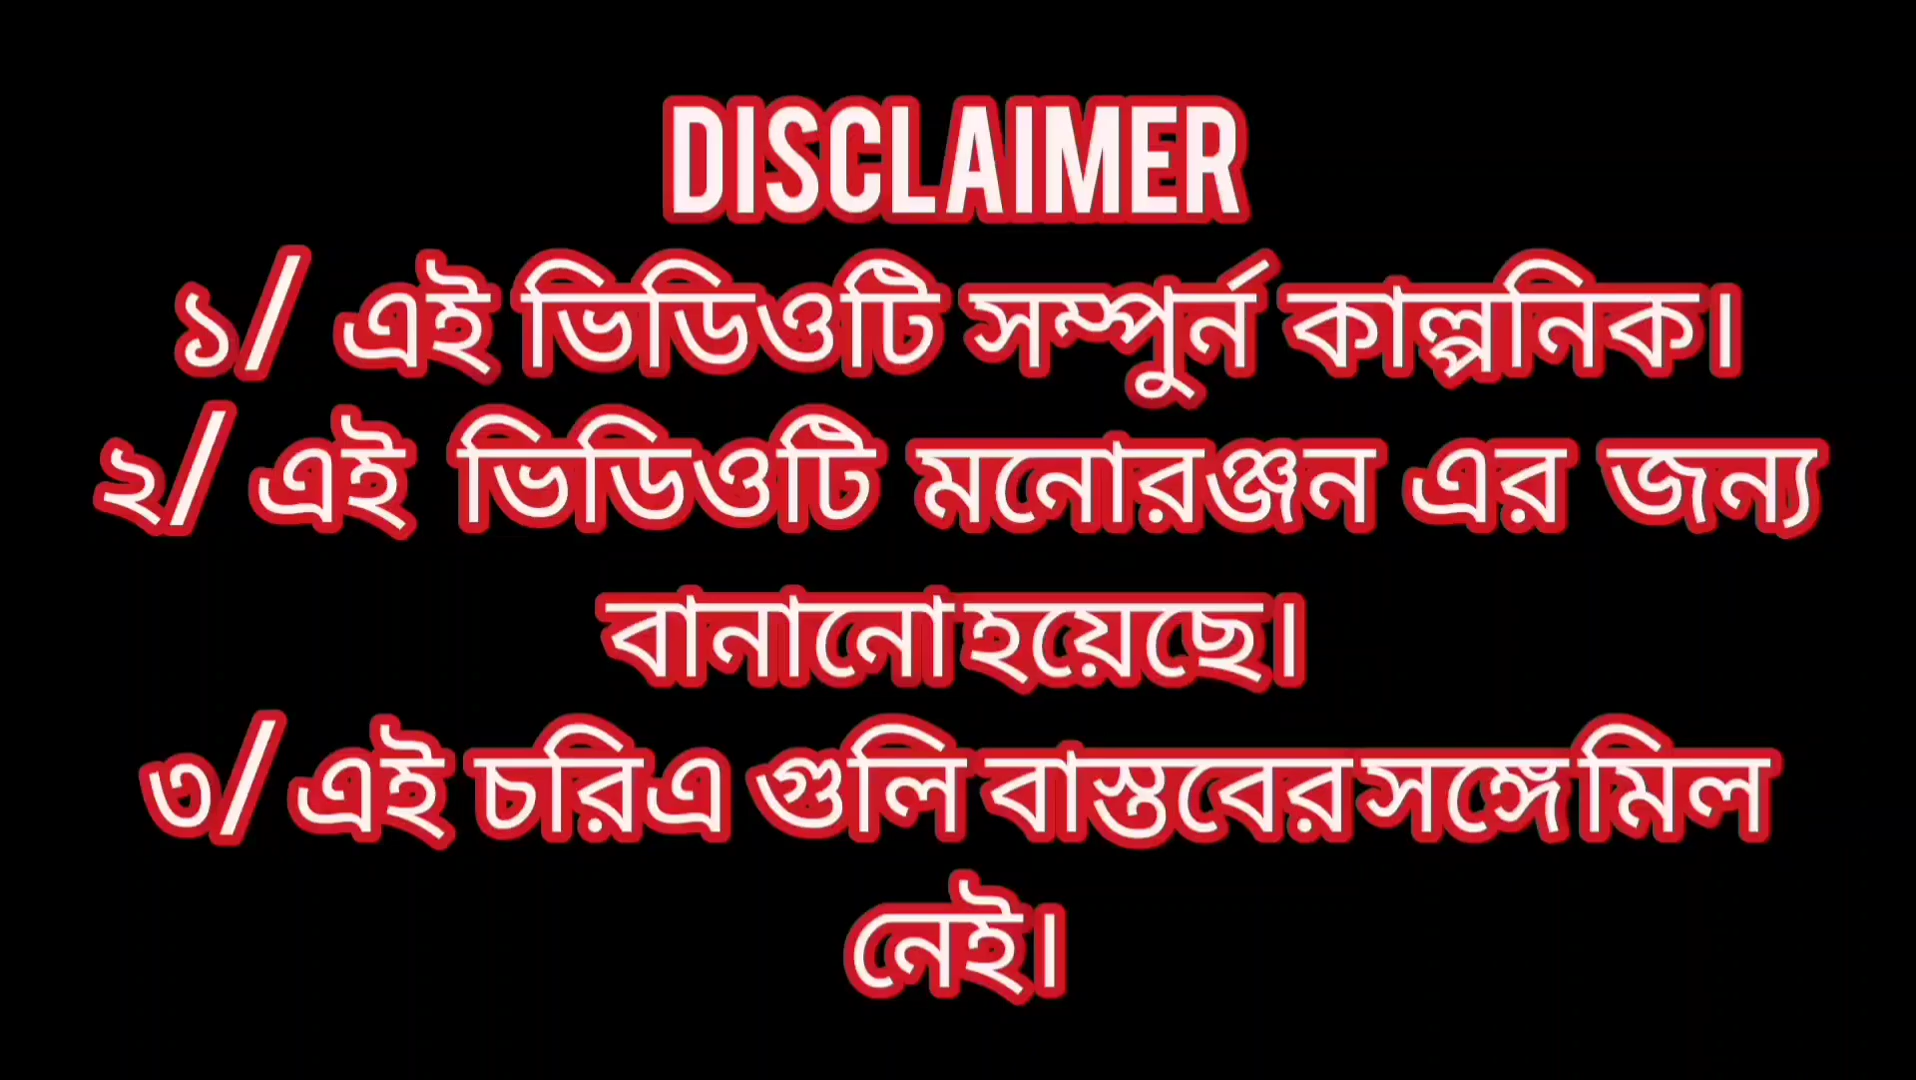 DISCLAIMER
১/ এই ভিডিওটি সম্পুর্ন কাল্পনিক।
২/ এই ভিডিওটি মনোরঞ্জন এর জন্য
বানানো হয়েছে।
৩/ এই চরিএ গুলি বাস্তবের সঙ্গে মিল
নেই।